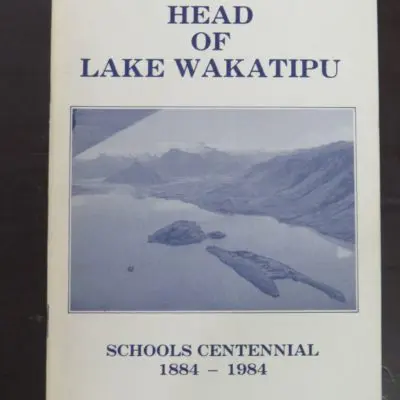 HEAD
OF
LAKE WAKATIPU
SCHOOLS CENTENNIAL
1884 – 1984